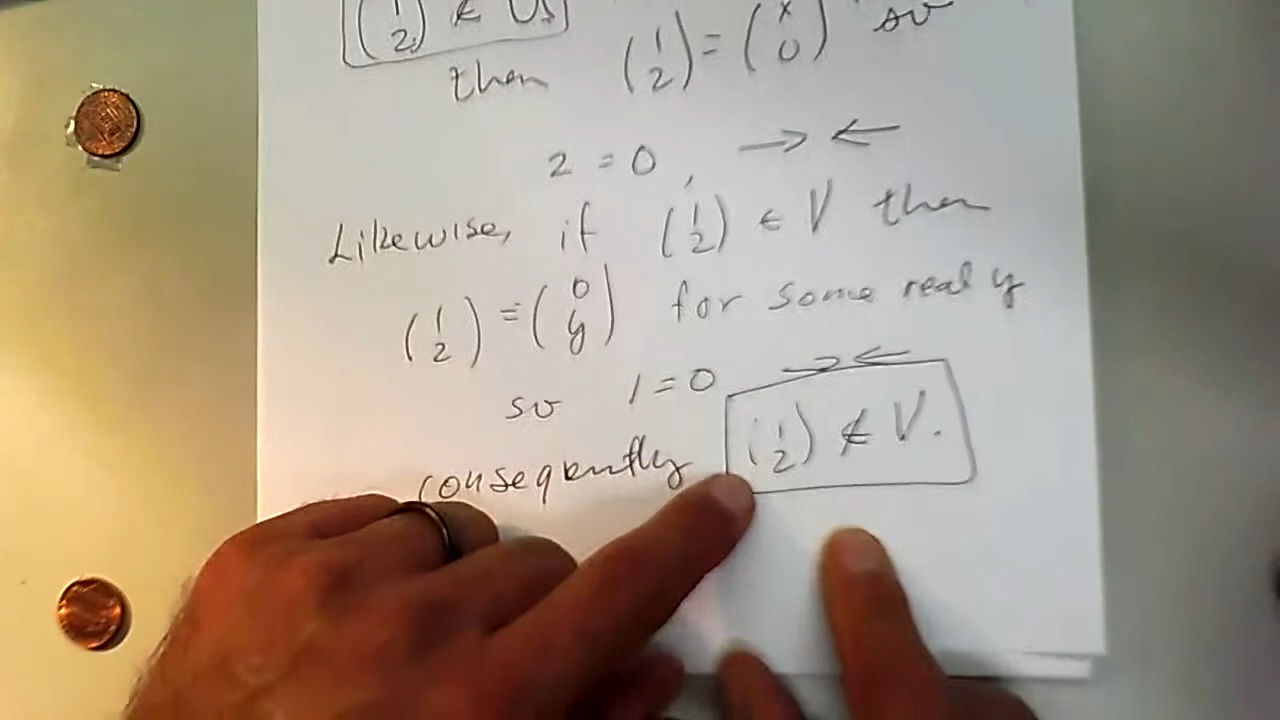 (1 2) ∉ U
then (1 2) = (x 0) so
2 = 0, →←
Likewise, if (1 2) ∈ V then
(1 2) = (0 y) for some real y
so 1 = 0 →←
consequently (1 2) ∉ V.